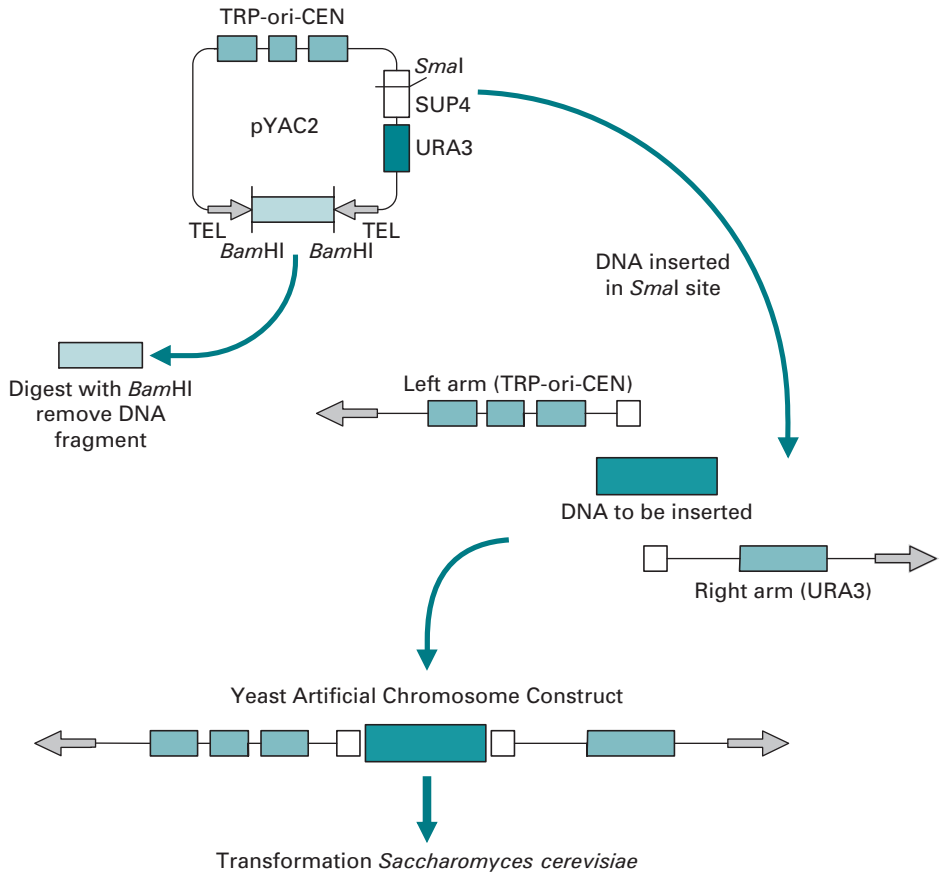 TRP-ori-CEN
SmaI
SUP4
pYAC2
URA3
TEL
TEL
BamHI
BamHI
DNA inserted
in SmaI site
Digest with BamHI
remove DNA
fragment
Left arm (TRP-ori-CEN)
DNA to be inserted
Right arm (URA3)
Yeast Artificial Chromosome Construct
Transformation Saccharomyces cerevisiae